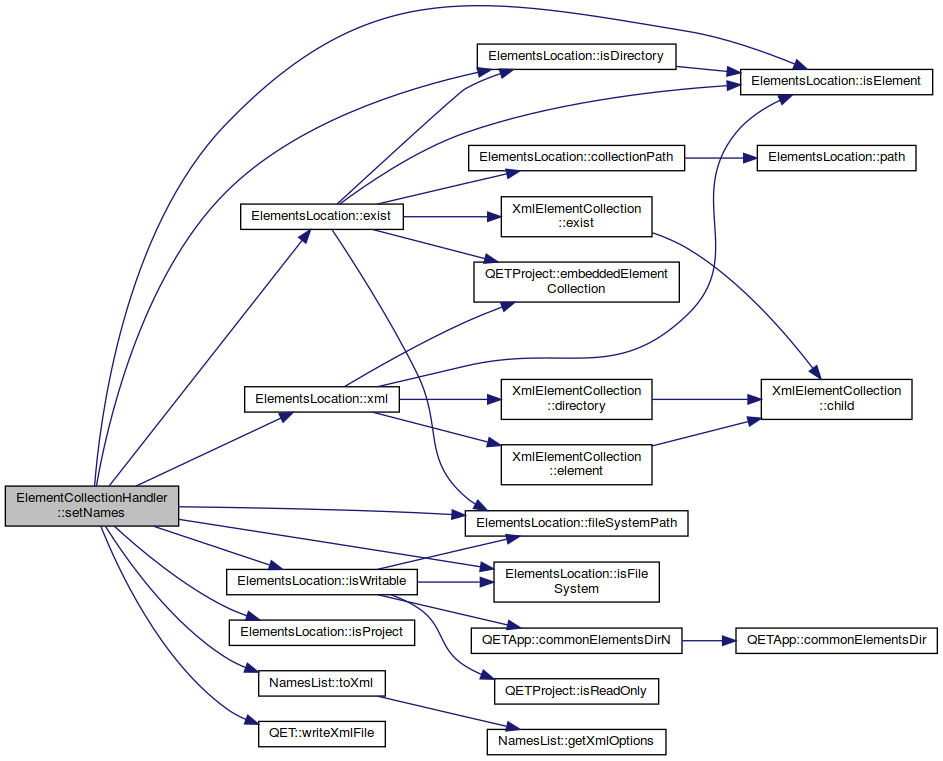 ElementsLocation::isDirectory
ElementsLocation::isElement
ElementsLocation::collectionPath
ElementsLocation::path
ElementsLocation::exist
XmlElementCollection
::exist
QETProject::embeddedElement
Collection
ElementsLocation::xml
XmlElementCollection
::directory
XmlElementCollection
::child
XmlElementCollection
::element
ElementCollectionHandler
::setNames
ElementsLocation::fileSystemPath
ElementsLocation::isWritable
ElementsLocation::isFile
System
ElementsLocation::isProject
QETApp::commonElementsDirN
QETApp::commonElementsDir
NamesList::toXml
QETProject::isReadOnly
QET::writeXmlFile
NamesList::getXmlOptions